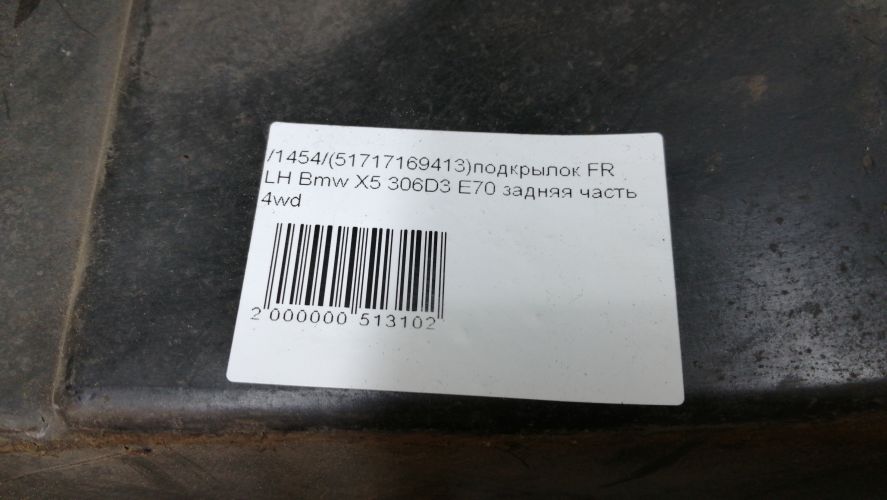 /1454/(51717169413)подкрылок FR
LH Bmw X5 306D3 E70 задняя часть
4wd
2 000000 513102